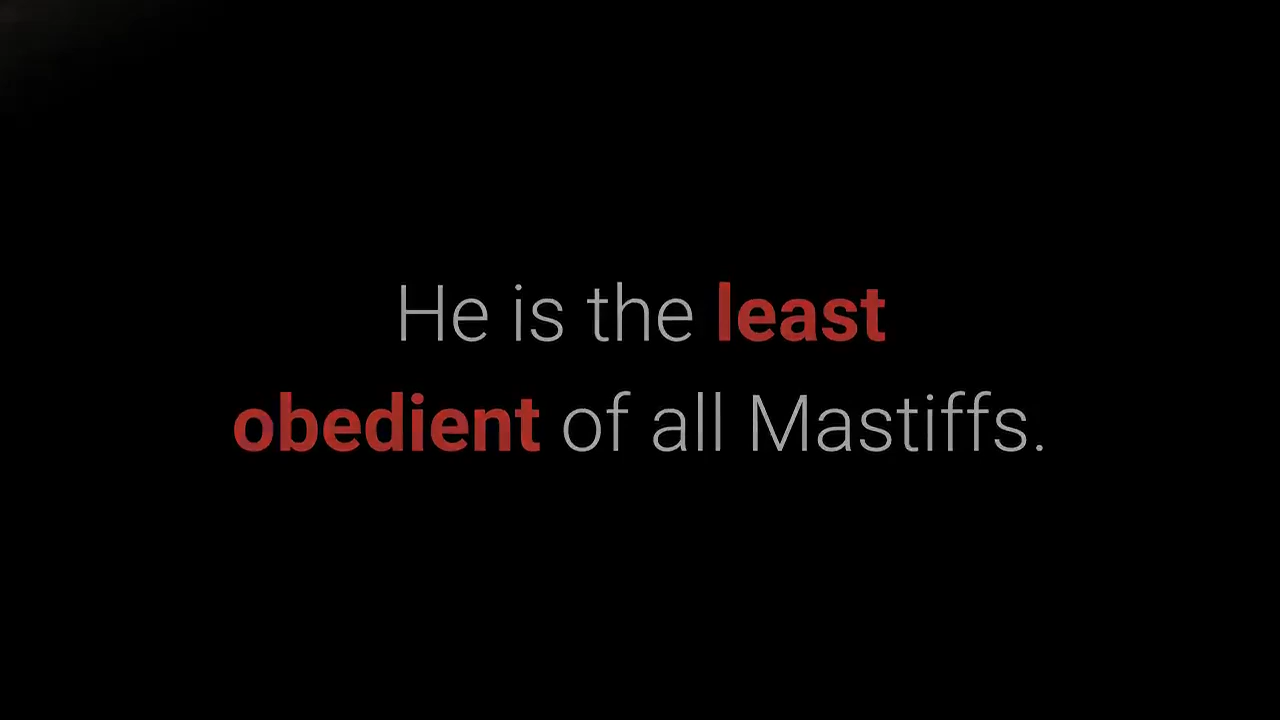 He is the least
obedient of all Mastiffs.